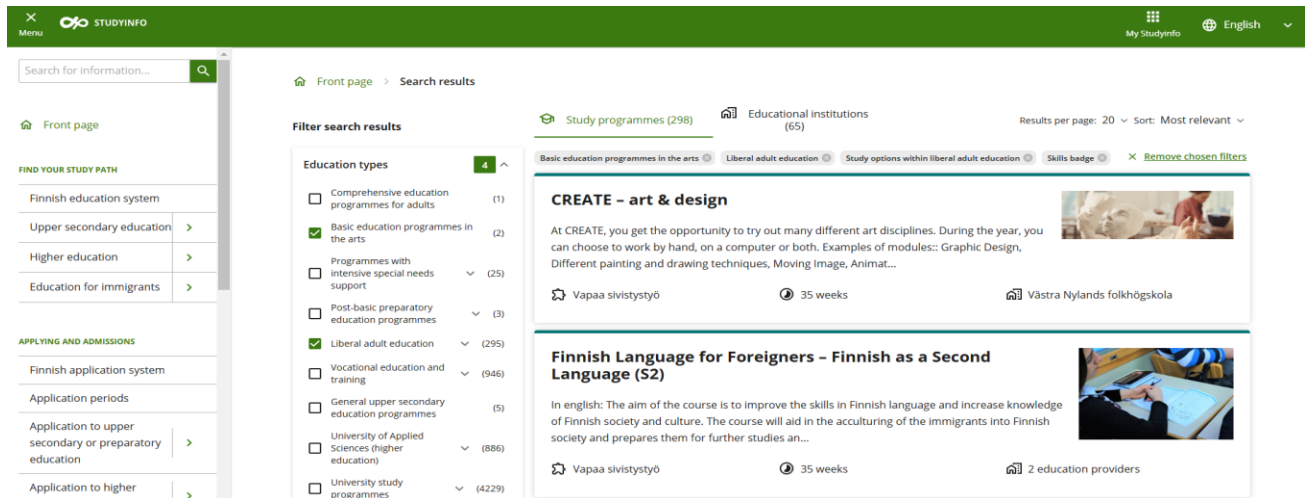 Menu
STUDYINFO
My Studyinfo
English
Search for information...
Front page
FIND YOUR STUDY PATH
Finnish education system
Upper secondary education
Higher education
Education for immigrants
APPLYING AND ADMISSIONS
Finnish application system
Application periods
Application to upper
secondary or preparatory
education
Application to higher
Front page > Search results
Filter search results
Education types 4
Comprehensive education
programmes for adults (1)
Basic education programmes in
the arts (2)
Programmes with
intensive special needs
support (25)
Post-basic preparatory
education programmes (3)
Liberal adult education (295)
Vocational education and
training (946)
General upper secondary
education programmes (5)
University of Applied
Sciences (higher
education) (886)
University study
programmes (4229)
Study programmes (298)
Educational institutions
(65)
Results per page: 20 Sort: Most relevant
Basic education programmes in the arts Liberal adult education Study options within liberal adult education Skills badge Remove chosen filters
CREATE – art & design
At CREATE, you get the opportunity to try out many different art disciplines. During the year, you
can choose to work by hand, on a computer or both. Examples of modules:: Graphic Design,
Different painting and drawing techniques, Moving Image, Animat...
Vapaa sivistystyö 35 weeks Västra Nylands folkhögskola
Finnish Language for Foreigners – Finnish as a Second
Language (S2)
In english: The aim of the course is to improve the skills in Finnish language and increase knowledge
of Finnish society and culture. The course will aid in the acculturing of the immigrants into Finnish
society and prepares them for further studies an...
Vapaa sivistystyö 35 weeks 2 education providers